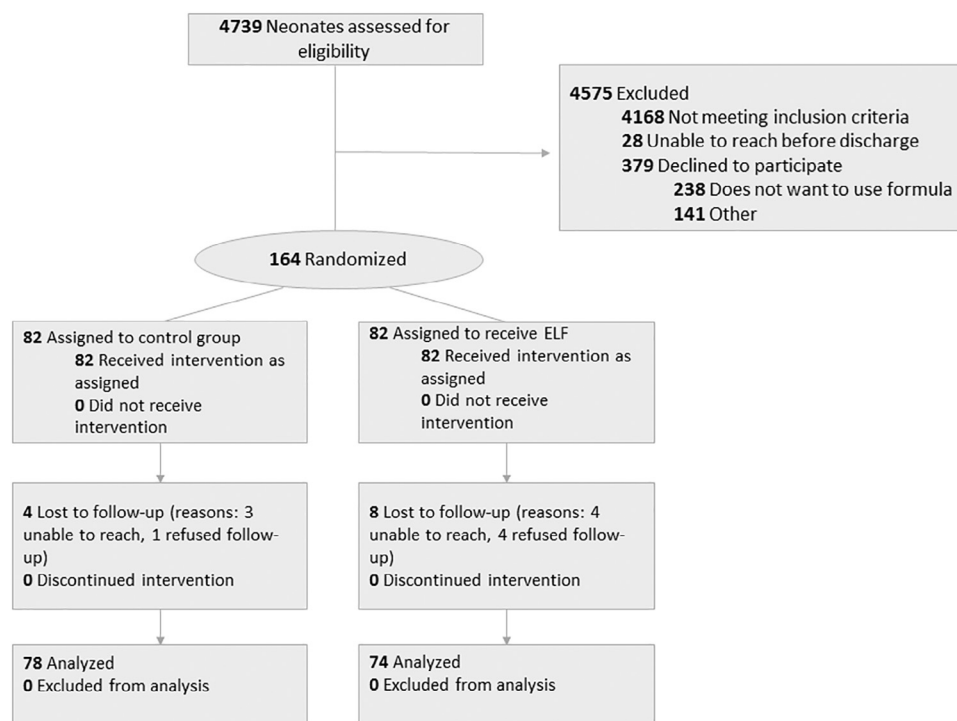 4739 Neonates assessed for
eligibility
4575 Excluded
4168 Not meeting inclusion criteria
28 Unable to reach before discharge
379 Declined to participate
238 Does not want to use formula
141 Other
164 Randomized
82 Assigned to control group
82 Received intervention as
assigned
0 Did not receive
intervention
82 Assigned to receive ELF
82 Received intervention as
assigned
0 Did not receive
intervention
4 Lost to follow-up (reasons: 3
unable to reach, 1 refused follow-
up)
0 Discontinued intervention
8 Lost to follow-up (reasons: 4
unable to reach, 4 refused follow-
up)
0 Discontinued intervention
78 Analyzed
0 Excluded from analysis
74 Analyzed
0 Excluded from analysis